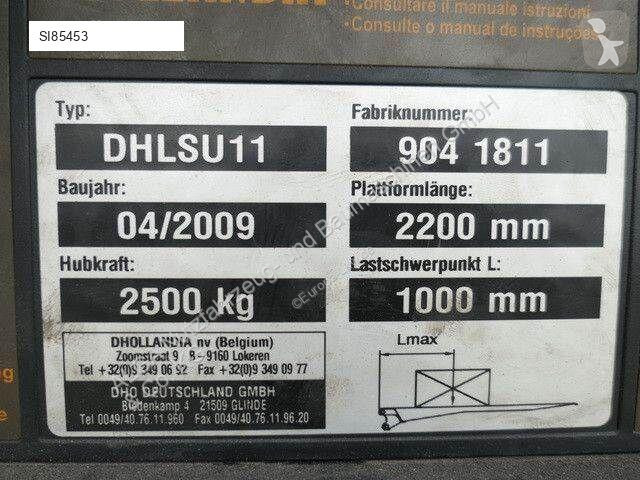 SI85453
•Consultare il manuale istruzioni
•Consulte o manual de instruções
Typ:
DHLSU11
Fabriknummer:
904 1811
Baujahr:
04/2009
Plattformlänge:
2200 mm
Hubkraft:
2500 kg
Lastschwerpunkt L:
1000 mm
DHOLLANDIA nv (Belgium)
Zoomstraat 9 B - 9160 Lokeren
Tel +32(0)9 349 06 92 Fax +32(0)9 349 09 77
DHO DEUTSCHLAND GMBH
Biedenkamp 4 21509 GLINDE
Tel 0049/40.76.11.960 Fax 0049/40.76.11.96.20
Lmax